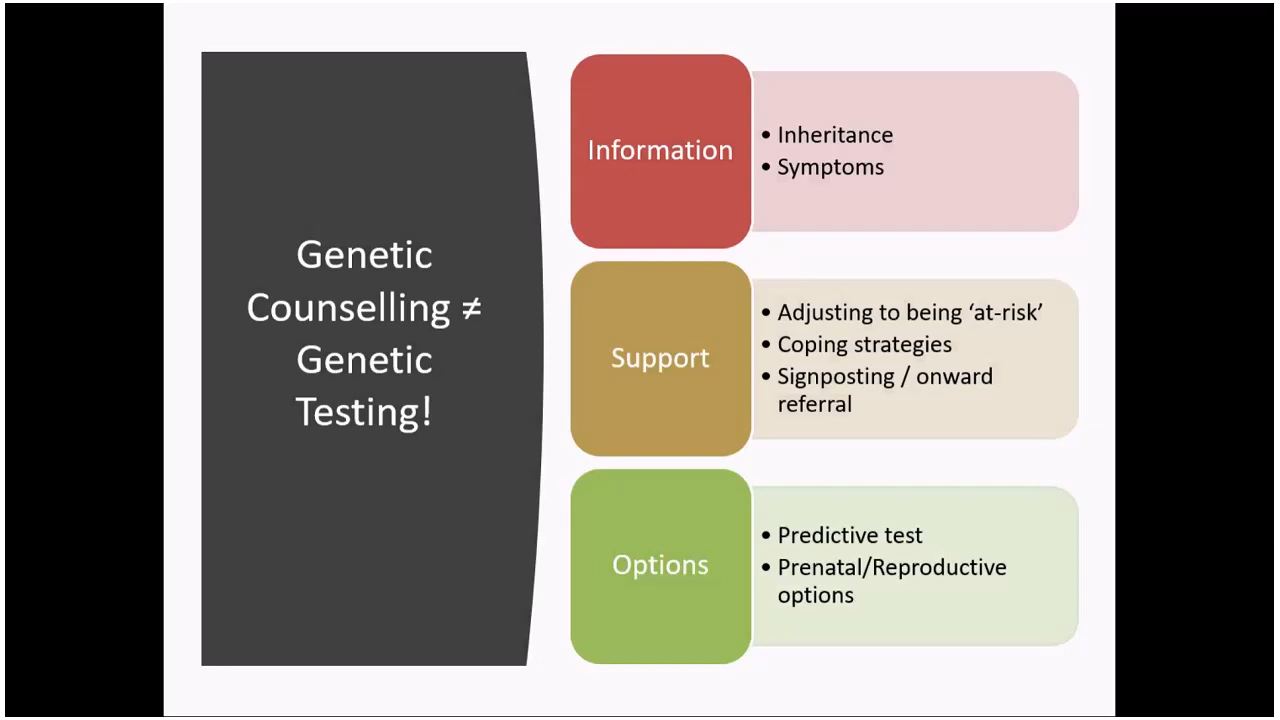 Genetic
Counselling ≠
Genetic
Testing!
Information
• Inheritance
• Symptoms
Support
• Adjusting to being ‘at-risk’
• Coping strategies
• Signposting / onward
referral
Options
• Predictive test
• Prenatal/Reproductive
options